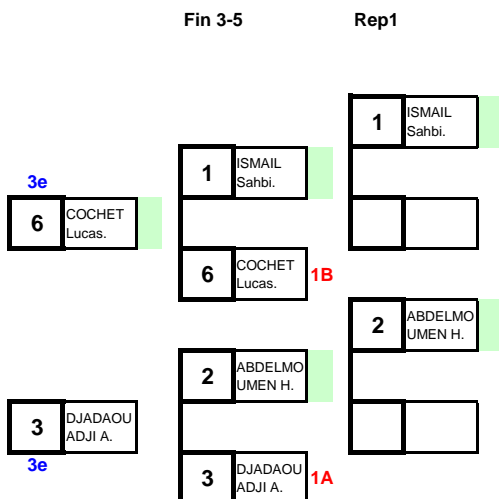 Fin 3-5
Rep1
1
ISMAIL
Sahbi.
1
ISMAIL
Sahbi.
3e
6
COCHET
Lucas.
6
COCHET
Lucas.
1B
2
ABDELMO
UMEN H.
2
ABDELMO
UMEN H.
3
DJADAOU
ADJI A.
3e
3
DJADAOU
ADJI A.
1A